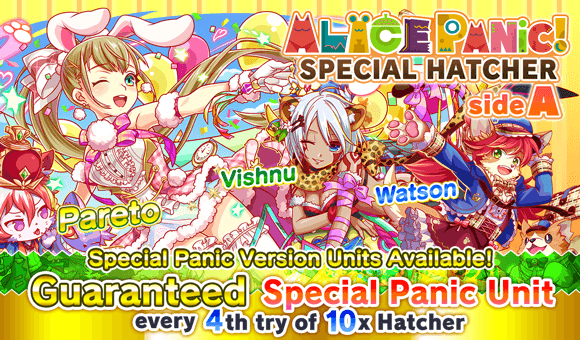 ALICE PANIC!
SPECIAL HATCHER
side A
Pareto
Vishnu
Watson
Special Panic Version Units Available!
Guaranteed Special Panic Unit
every 4th try of 10x Hatcher